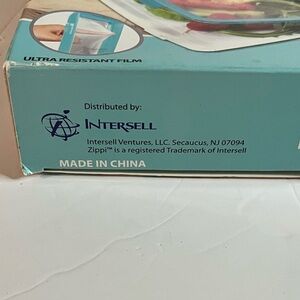 ULTRA RESISTANT FILM
Distributed by:
INTERSELL
Intersell Ventures, LLC. Secaucus, NJ 07094
Zippi™ is a registered Trademark of Intersell
MADE IN CHINA